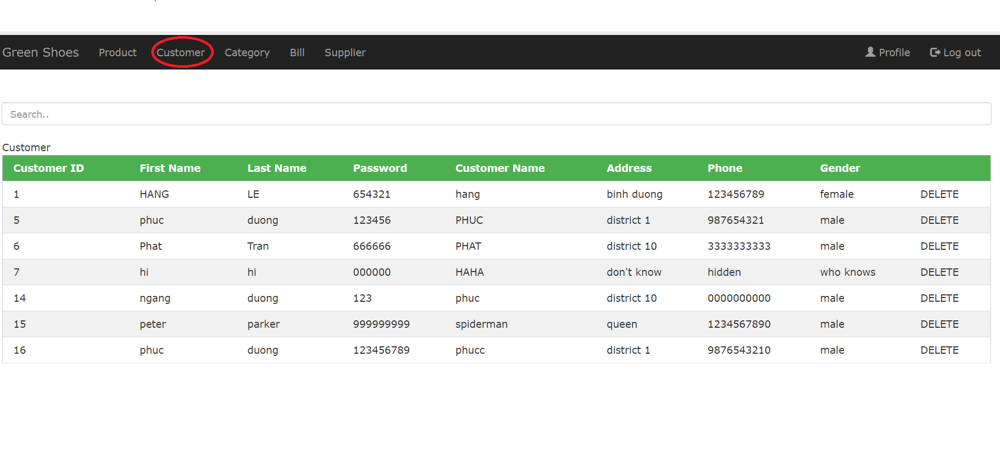 Green Shoes Product Customer Category Bill Supplier Profile Log out
Search..
Customer
Customer ID First Name Last Name Password Customer Name Address Phone Gender
1 HANG LE 654321 hang binh duong 123456789 female DELETE
5 phuc duong 123456 PHUC district 1 987654321 male DELETE
6 Phat Tran 666666 PHAT district 10 3333333333 male DELETE
7 hi hi 000000 HAHA don't know hidden who knows DELETE
14 ngang duong 123 phuc district 10 0000000000 male DELETE
15 peter parker 999999999 spiderman queen 1234567890 male DELETE
16 phuc duong 123456789 phucc district 1 9876543210 male DELETE